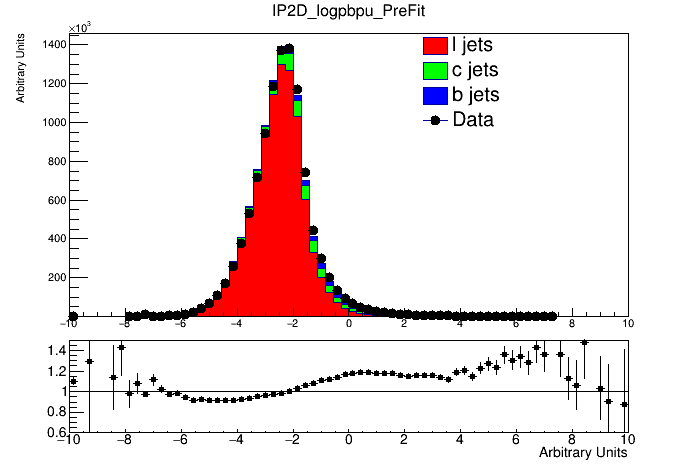 IP2D_logpbpu_PreFit
×10³
Arbitrary Units
1400
1200
1000
800
600
400
200
l jets
c jets
b jets
Data
−10 −8 −6 −4 −2 0 2 4 6 8 10
1.4
1.2
1
0.8
0.6
−10 −8 −6 −4 −2 0 2 4 6 8 10
Arbitrary Units